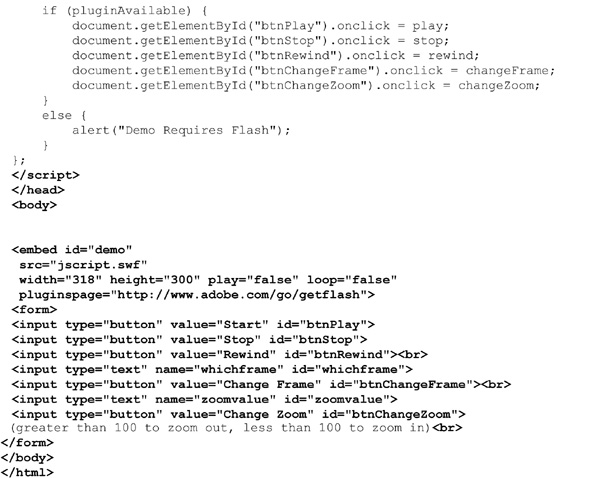 if (pluginAvailable) {
document.getElementById("btnPlay").onclick = play;
document.getElementById("btnStop").onclick = stop;
document.getElementById("btnRewind").onclick = rewind;
document.getElementById("btnChangeFrame").onclick = changeFrame;
document.getElementById("btnChangeZoom").onclick = changeZoom;
}
else {
alert("Demo Requires Flash");
}
};
</script>
</head>
<body>
<embed id="demo"
src="jscript.swf"
width="318" height="300" play="false" loop="false"
pluginspage="http://www.adobe.com/go/getflash">
<form>
<input type="button" value="Start" id="btnPlay">
<input type="button" value="Stop" id="btnStop">
<input type="button" value="Rewind" id="btnRewind"><br>
<input type="text" name="whichframe" id="whichframe">
<input type="button" value="Change Frame" id="btnChangeFrame"><br>
<input type="text" name="zoomvalue" id="zoomvalue">
<input type="button" value="Change Zoom" id="btnChangeZoom">
(greater than 100 to zoom out, less than 100 to zoom in)<br>
</form>
</body>
</html>